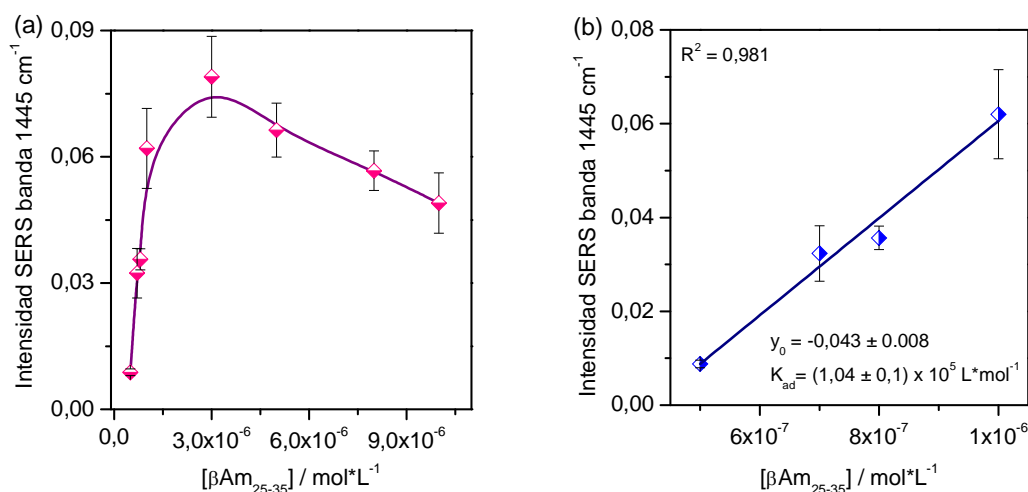 (a)
0,09
0,06
0,03
0,00
Intensidad SERS banda 1445 cm⁻¹
0,0
3,0x10⁻⁶
6,0x10⁻⁶
9,0x10⁻⁶
[βAm₂₅₋₃₅] / mol*L⁻¹
(b)
0,08
0,06
0,04
0,02
0,00
Intensidad SERS banda 1445 cm⁻¹
R² = 0,981
y₀ = -0,043 ± 0.008
K_ad= (1,04 ± 0,1) x 10⁵ L*mol⁻¹
6x10⁻⁷
8x10⁻⁷
1x10⁻⁶
[βAm₂₅₋₃₅] / mol*L⁻¹